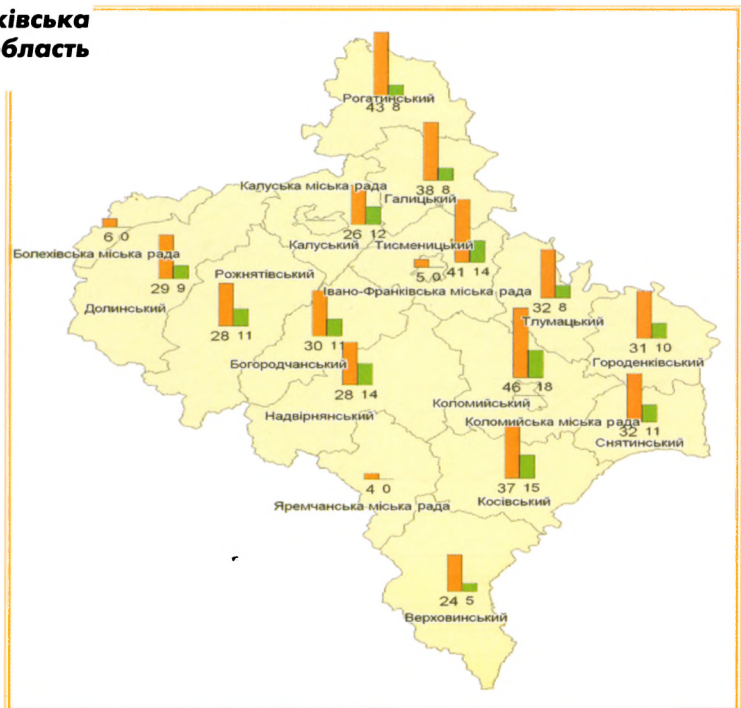 ківська
бласть
Рогатинський
43 8
Калуська міська рада
38 8
Галицький
26 12
Калуський
Тисменицький
6 0
Болехівська міська рада
41 14
5 0
29 9
Рожнятівський
Івано-Франківська міська рада
32 8
Долинський
Тлумацький
28 11
30 11
31 10
Богородчанський
Городенківський
28 14
46 18
Надвірнянський
Коломийський
Коломийська міська рада
32 11
Снятинський
37 15
4 0
Косівський
Яремчанська міська рада
24 5
Верховинський